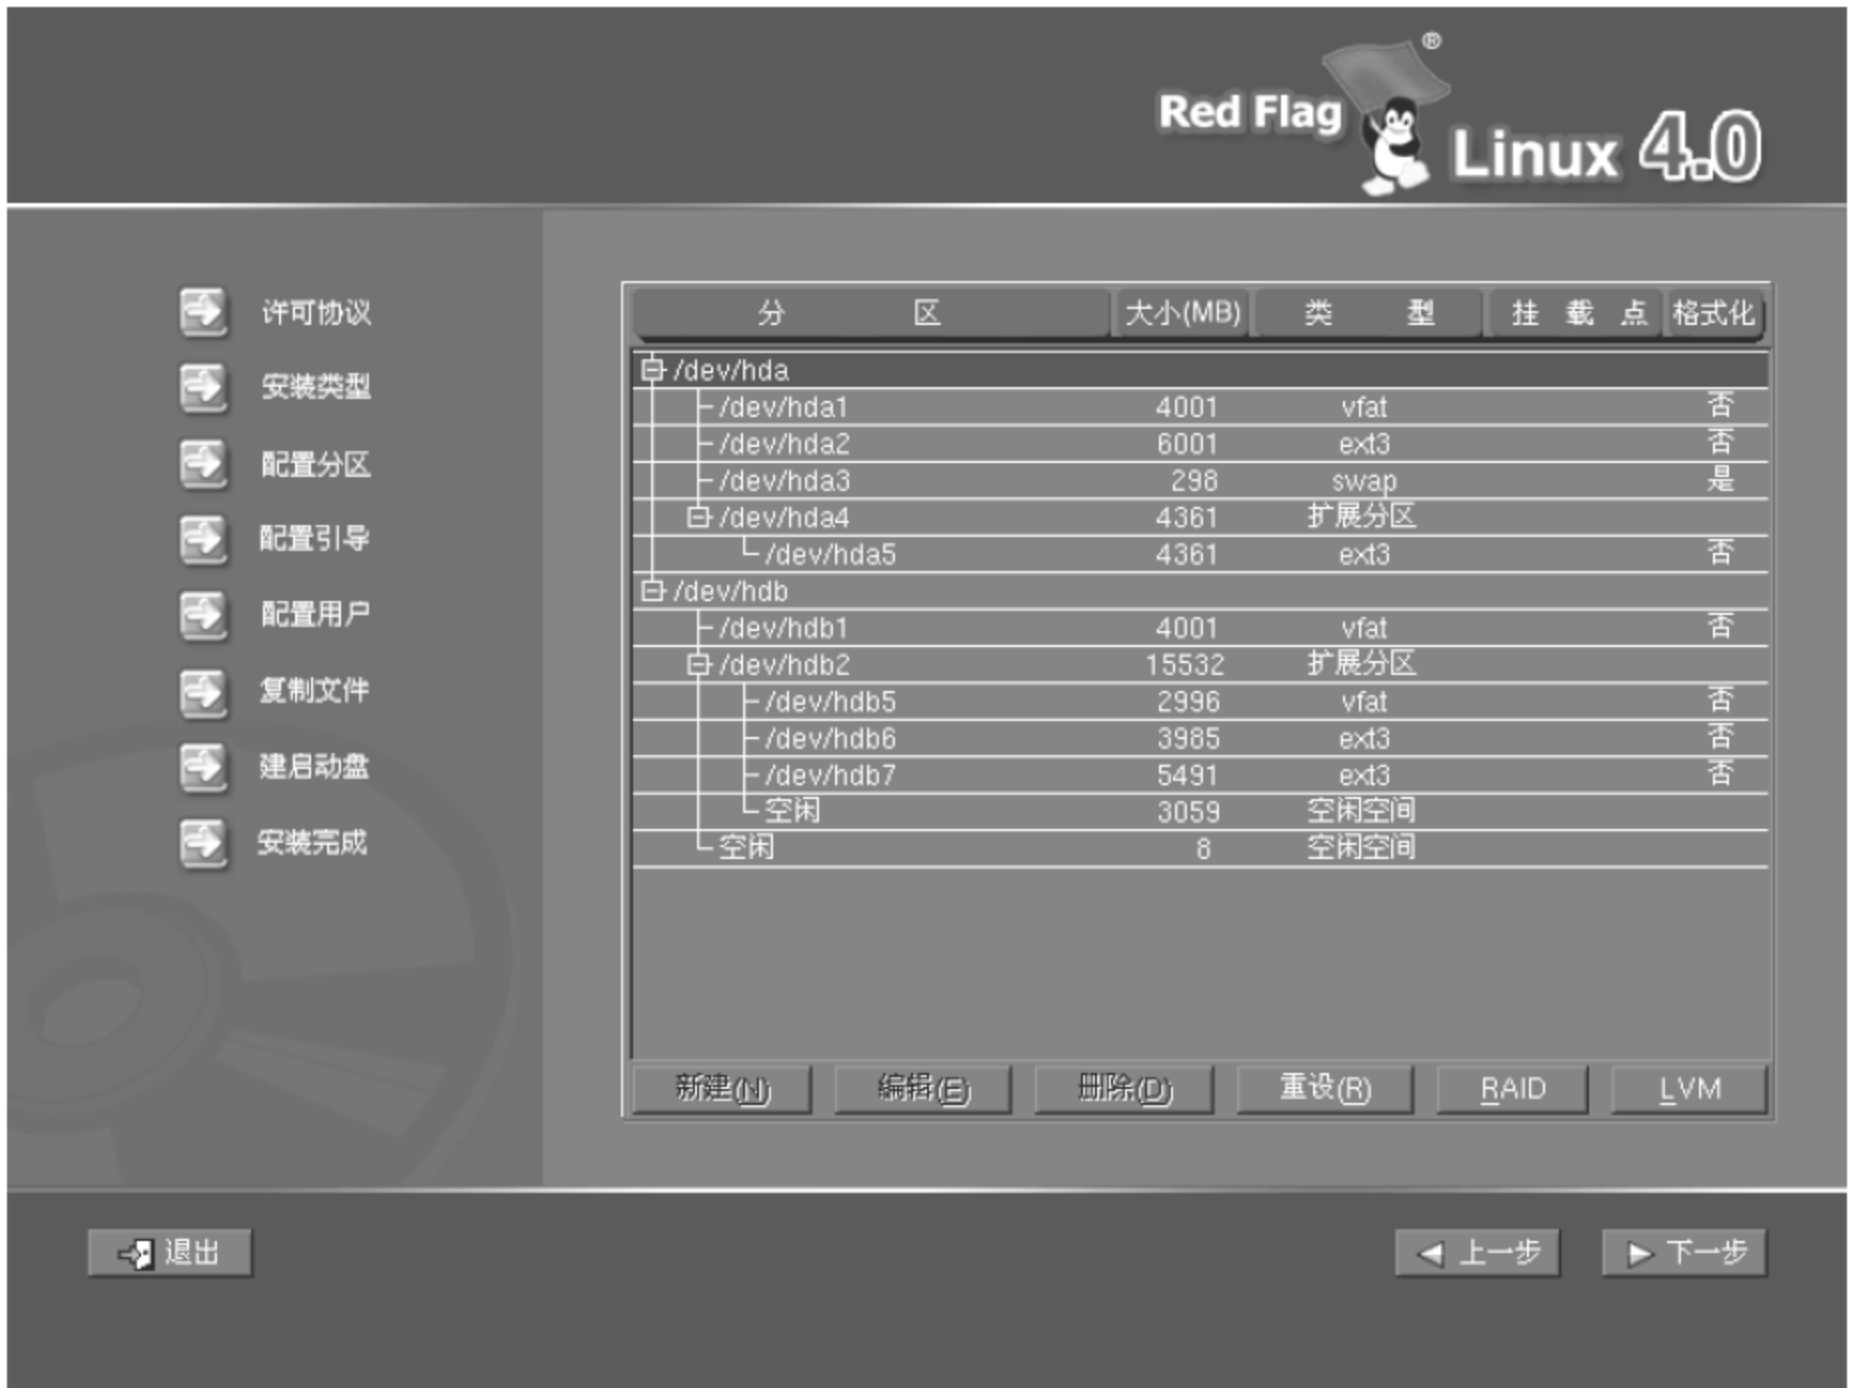 ®
Red Flag
Linux 4.0
许可协议
安装类型
配置分区
配置引导
配置用户
复制文件
建启动盘
安装完成
分 区 大小(MB) 类 型 挂 载 点 格式化
/dev/hda
/dev/hda1 4001 vfat 否
/dev/hda2 6001 ext3 否
/dev/hda3 298 swap 是
/dev/hda4 4361 扩展分区
/dev/hda5 4361 ext3 否
/dev/hdb
/dev/hdb1 4001 vfat 否
/dev/hdb2 15532 扩展分区
/dev/hdb5 2996 vfat 否
/dev/hdb6 3985 ext3 否
/dev/hdb7 5491 ext3 否
空闲 3059 空闲空间
空闲 8 空闲空间
新建(N) 编辑(E) 删除(D) 重设(R) RAID LVM
退出 上一步 下一步